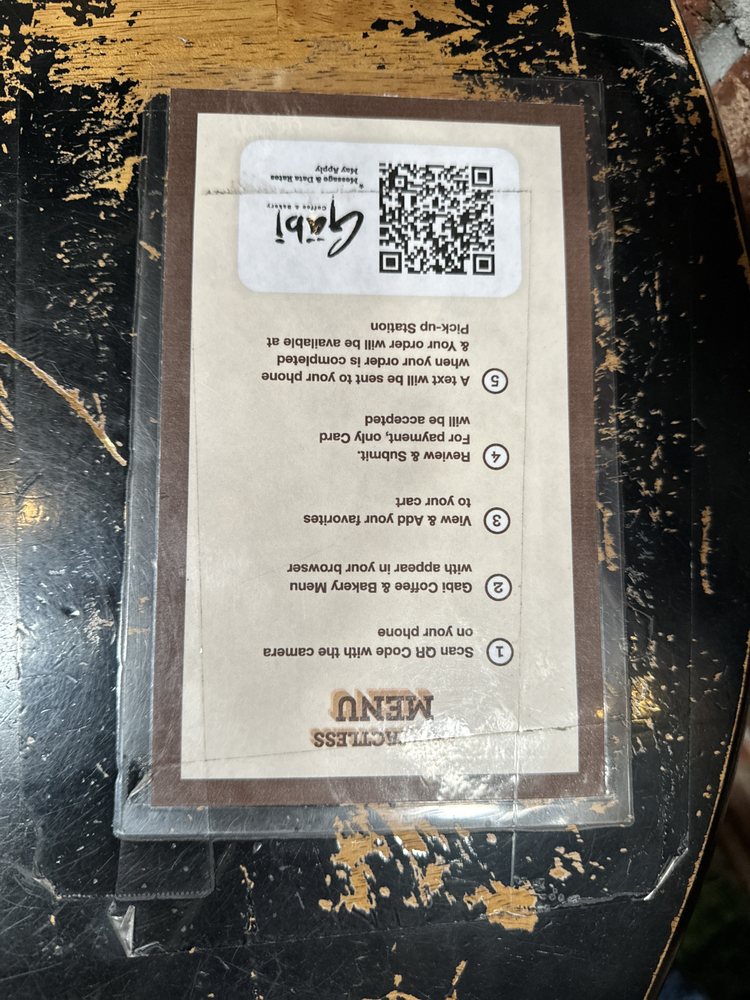 CONTACTLESS
MENU
1 Scan QR Code with the camera
on your phone
2 Gabi Coffee & Bakery Menu
with appear in your browser
3 View & Add your favorites
to your cart
4 Review & Submit.
For payment, only Card
will be accepted
5 A text will be sent to your phone
when your order is completed
& Your order will be available at
Pick-up Station
Gabi
Coffee & Bakery
*Message & Data Rates
May Apply